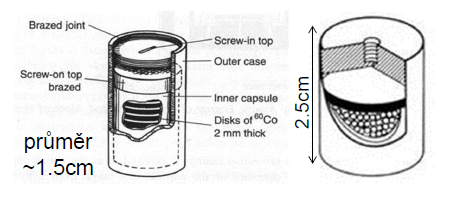 Brazed joint
Screw-in top
Outer case
Screw-on top
brazed
Inner capsule
Disks of ⁶⁰Co
2 mm thick
průměr
~1.5cm
2.5cm